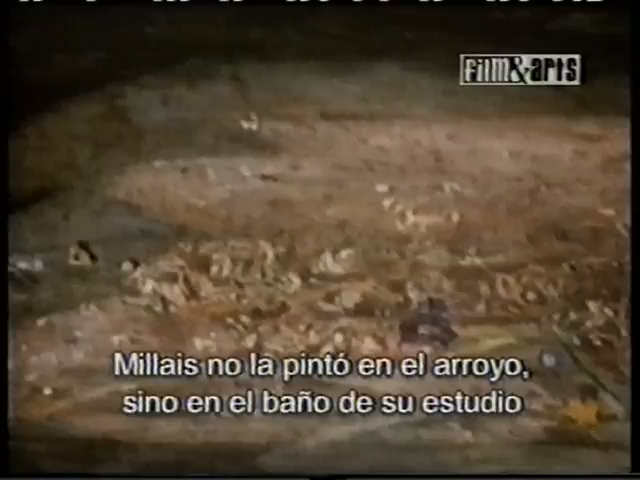 film&arts
Millais no la pintó en el arroyo,
sino en el baño de su estudio